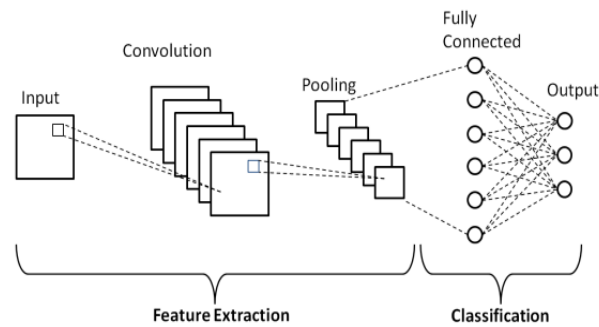 Fully
Connected
Convolution
Pooling
Input
Output
Feature Extraction
Classification